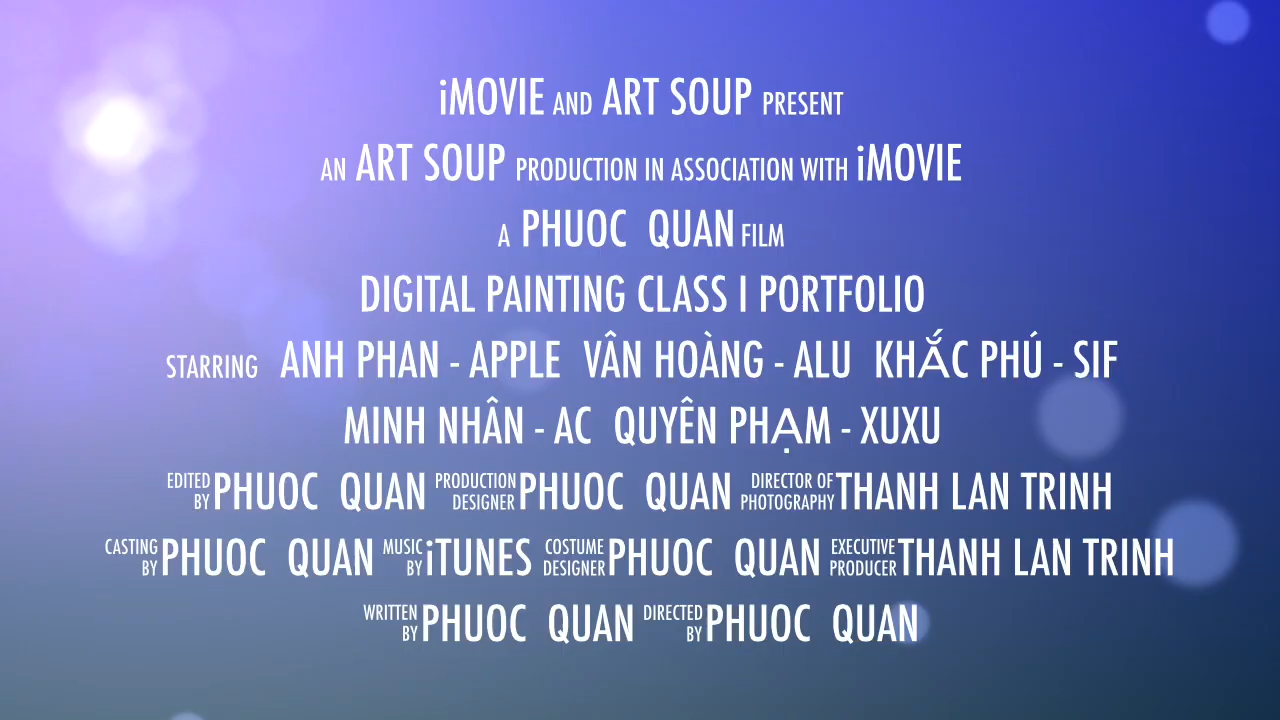 iMOVIE AND ART SOUP PRESENT
AN ART SOUP PRODUCTION IN ASSOCIATION WITH iMOVIE
A PHUOC QUAN FILM
DIGITAL PAINTING CLASS I PORTFOLIO
STARRING ANH PHAN - APPLE VÂN HOÀNG - ALU KHẮC PHÚ - SIF
MINH NHÂN - AC QUYÊN PHẠM - XUXU
EDITED BY PHUOC QUAN PRODUCTION DESIGNER PHUOC QUAN DIRECTOR OF PHOTOGRAPHY THANH LAN TRINH
CASTING BY PHUOC QUAN MUSIC BY iTUNES COSTUME DESIGNER PHUOC QUAN EXECUTIVE PRODUCER THANH LAN TRINH
WRITTEN BY PHUOC QUAN DIRECTED BY PHUOC QUAN